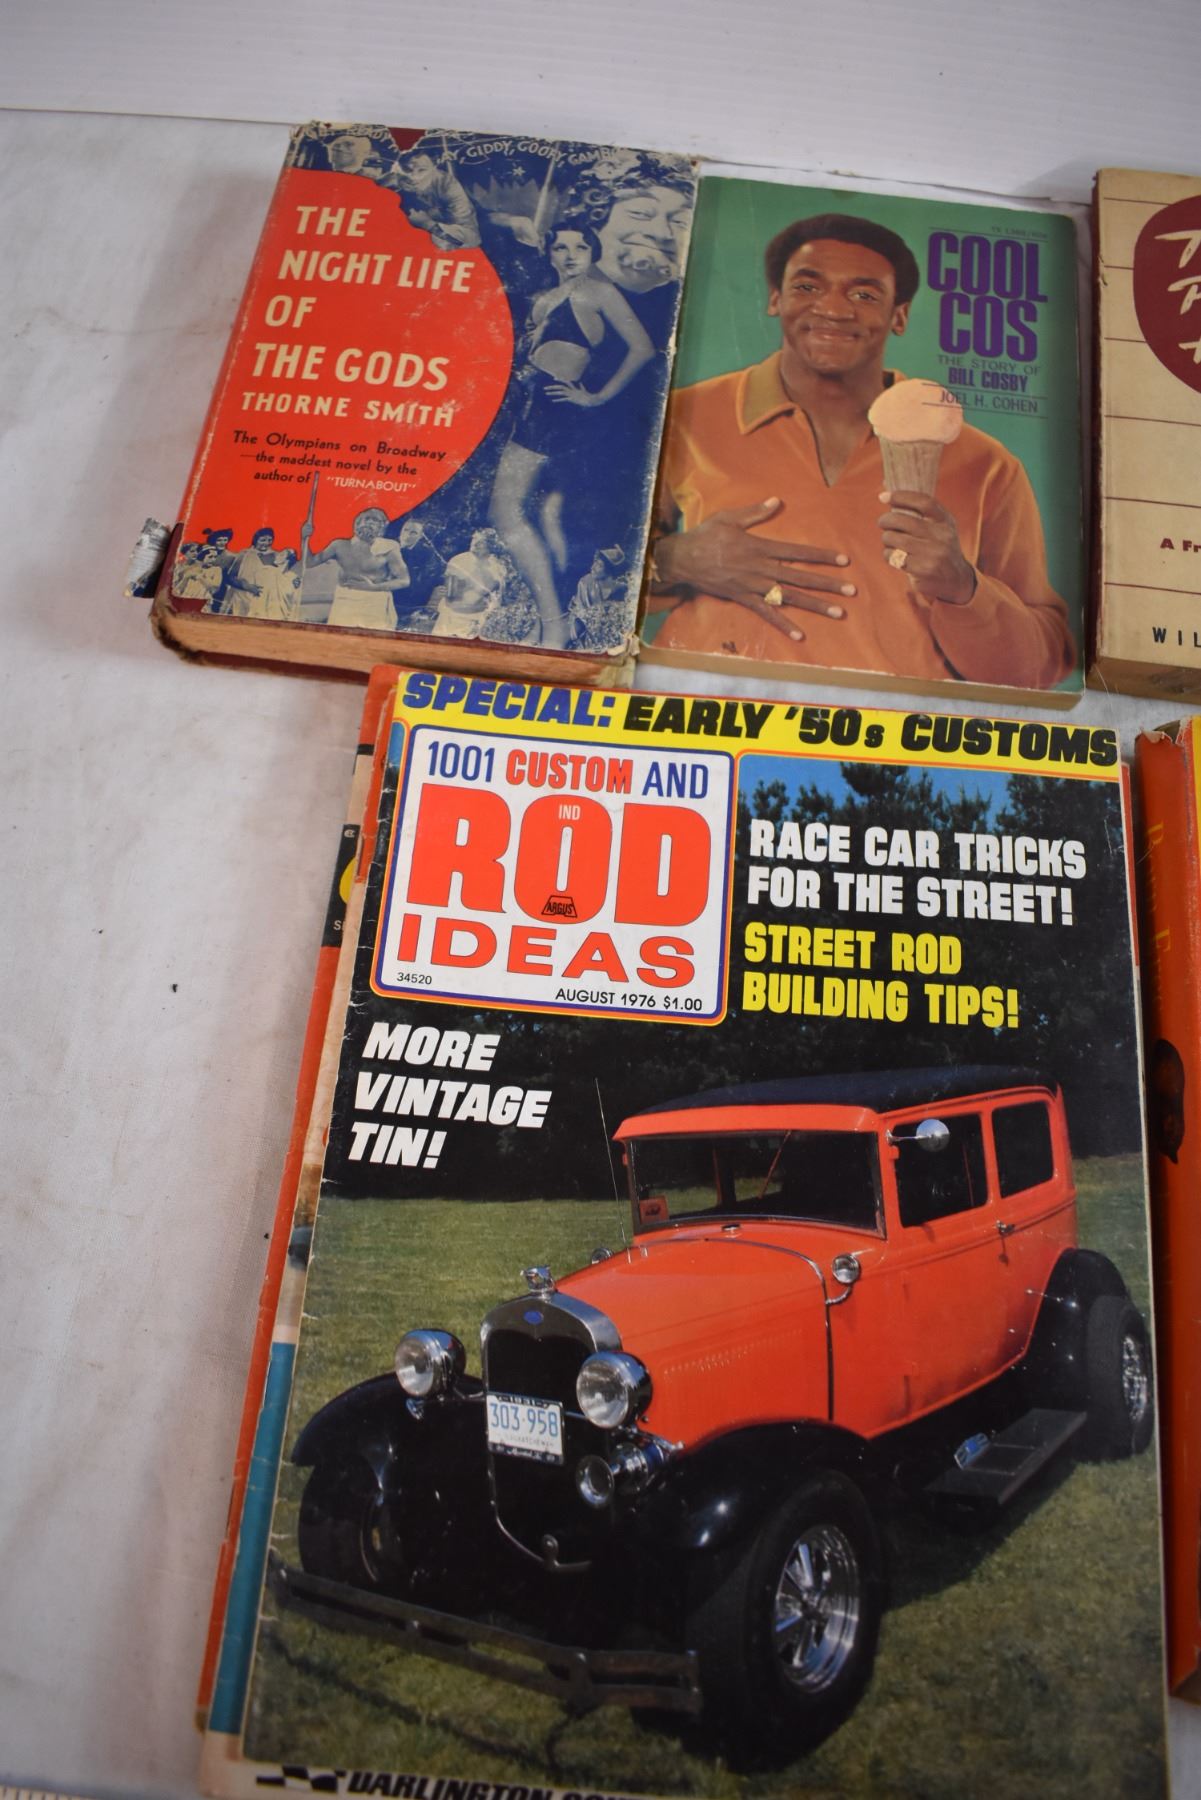 GIDDY, GOOFY,
THE
NIGHT LIFE
OF
THE GODS
THORNE SMITH
The Olympians on Broadway
—the maddest novel by the
author of "TURNABOUT"
COOL
COS
THE STORY OF
BILL COSBY
JOEL H. COHEN
A Fr
WIL
SPECIAL: EARLY '50s CUSTOMS
1001 CUSTOM AND
IND
ROD
ARGUS
IDEAS
34520
AUGUST 1976 $1.00
RACE CAR TRICKS
FOR THE STREET!
STREET ROD
BUILDING TIPS!
MORE
VINTAGE
TIN!
1931
303·958
SASKATCHEWAN
DARLINGTON